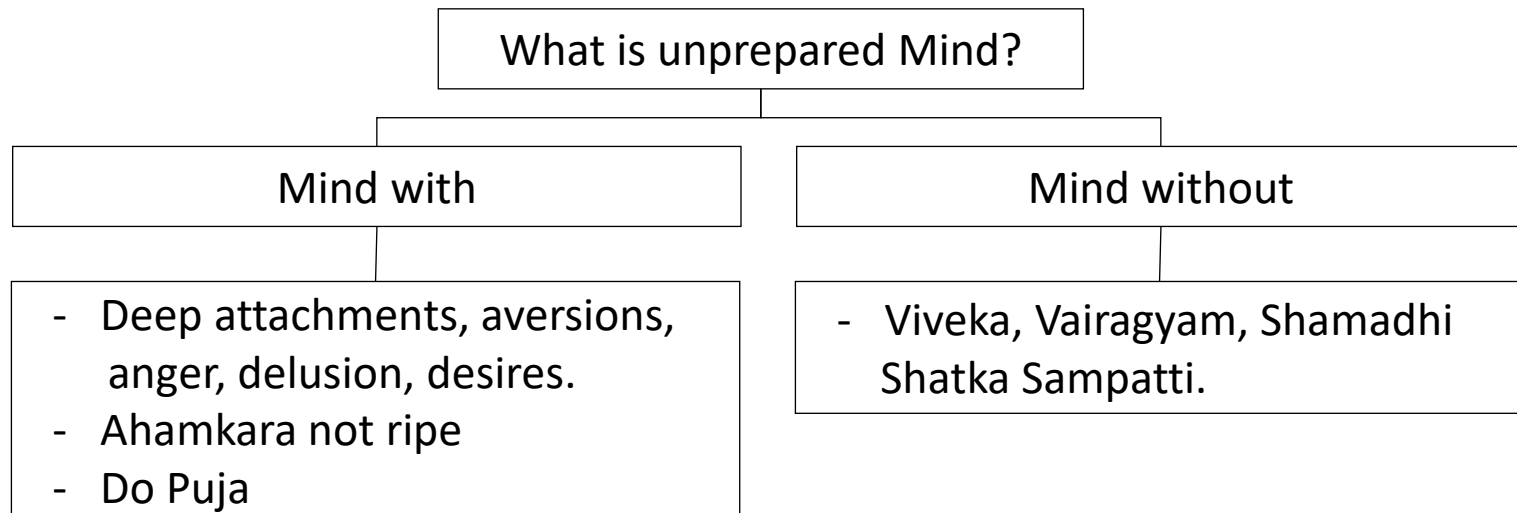 What is unprepared Mind?
Mind with
Mind without
- Deep attachments, aversions,
anger, delusion, desires.
- Ahamkara not ripe
- Do Puja
- Viveka, Vairagyam, Shamadhi
Shatka Sampatti.